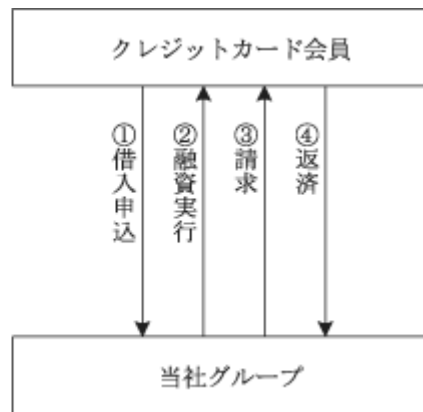 クレジットカード会員
①借入申込
②融資実行
③請求
④返済
当社グループ